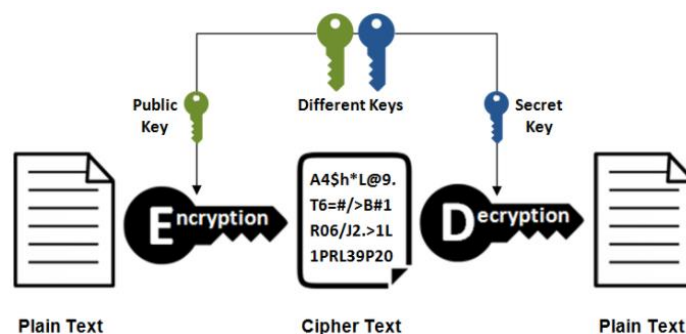 Public
Key
Different Keys
Secret
Key
Encryption
A4$h*L@9.
T6=#/>B#1
R06/J2.>1L
1PRL39P20
Decryption
Plain Text
Cipher Text
Plain Text